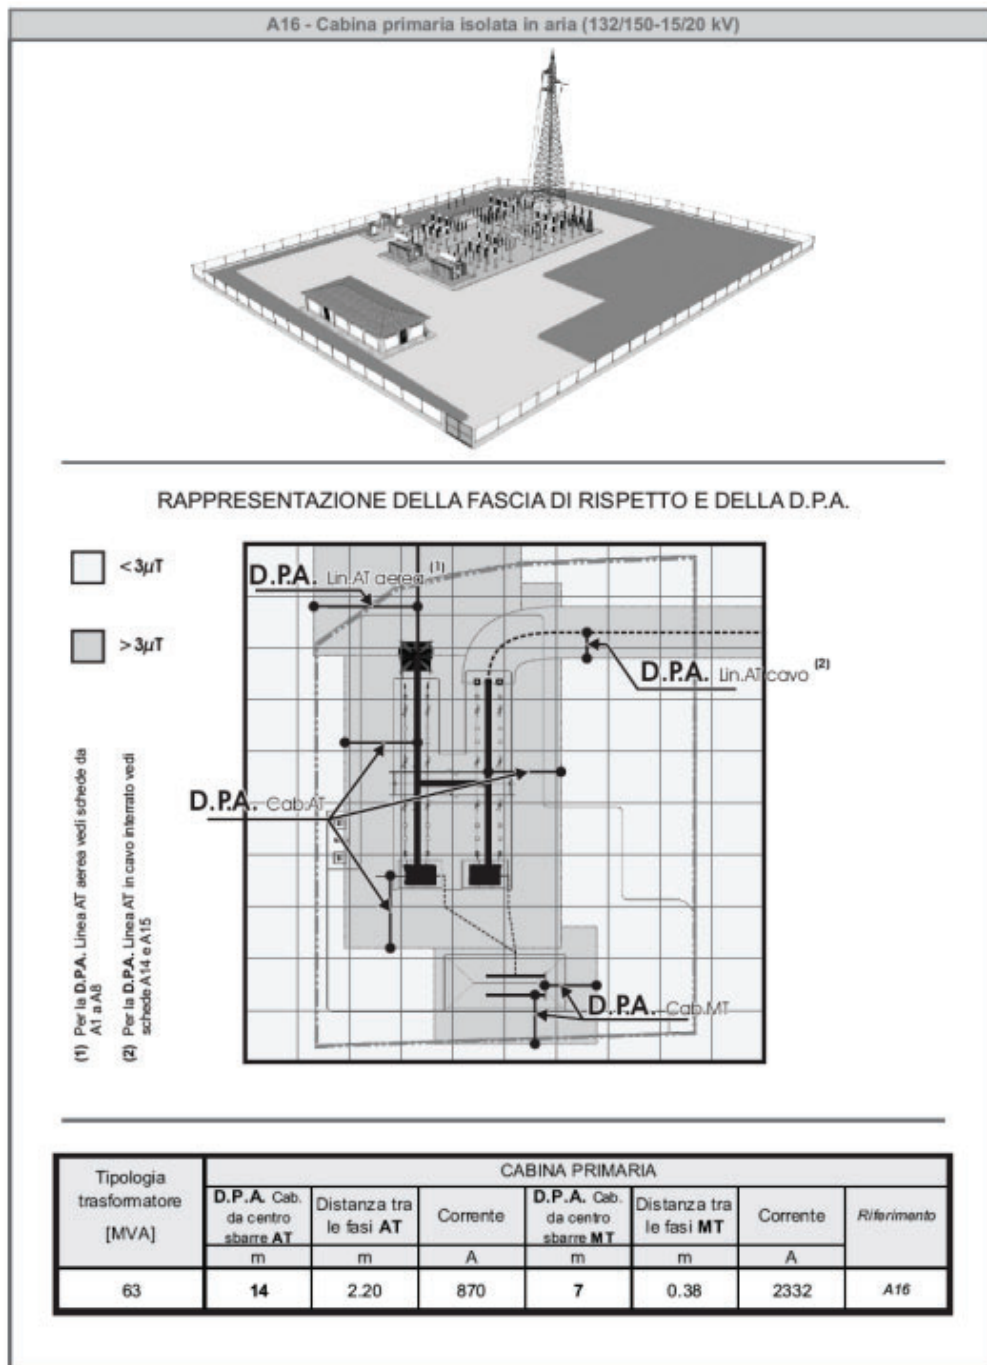 A16 - Cabina primaria isolata in aria (132/150-15/20 kV)
RAPPRESENTAZIONE DELLA FASCIA DI RISPETTO E DELLA D.P.A.
< 3µT
> 3µT
D.P.A. Lin.AT aerea (1)
D.P.A. Lin.AT cavo (2)
D.P.A. Cab.AT
D.P.A. Cab.MT
(1) Per la D.P.A. Linea AT aerea vedi schede da
A1 a A8
(2) Per la D.P.A. Linea AT in cavo interrato vedi
schede A14 e A15
Tipologia
trasformatore
[MVA]
CABINA PRIMARIA
D.P.A. Cab.
da centro
sbarre AT
Distanza tra
le fasi AT
Corrente
D.P.A. Cab.
da centro
sbarre MT
Distanza tra
le fasi MT
Corrente
Riferimento
m m A m m A
63 14 2.20 870 7 0.38 2332 A16